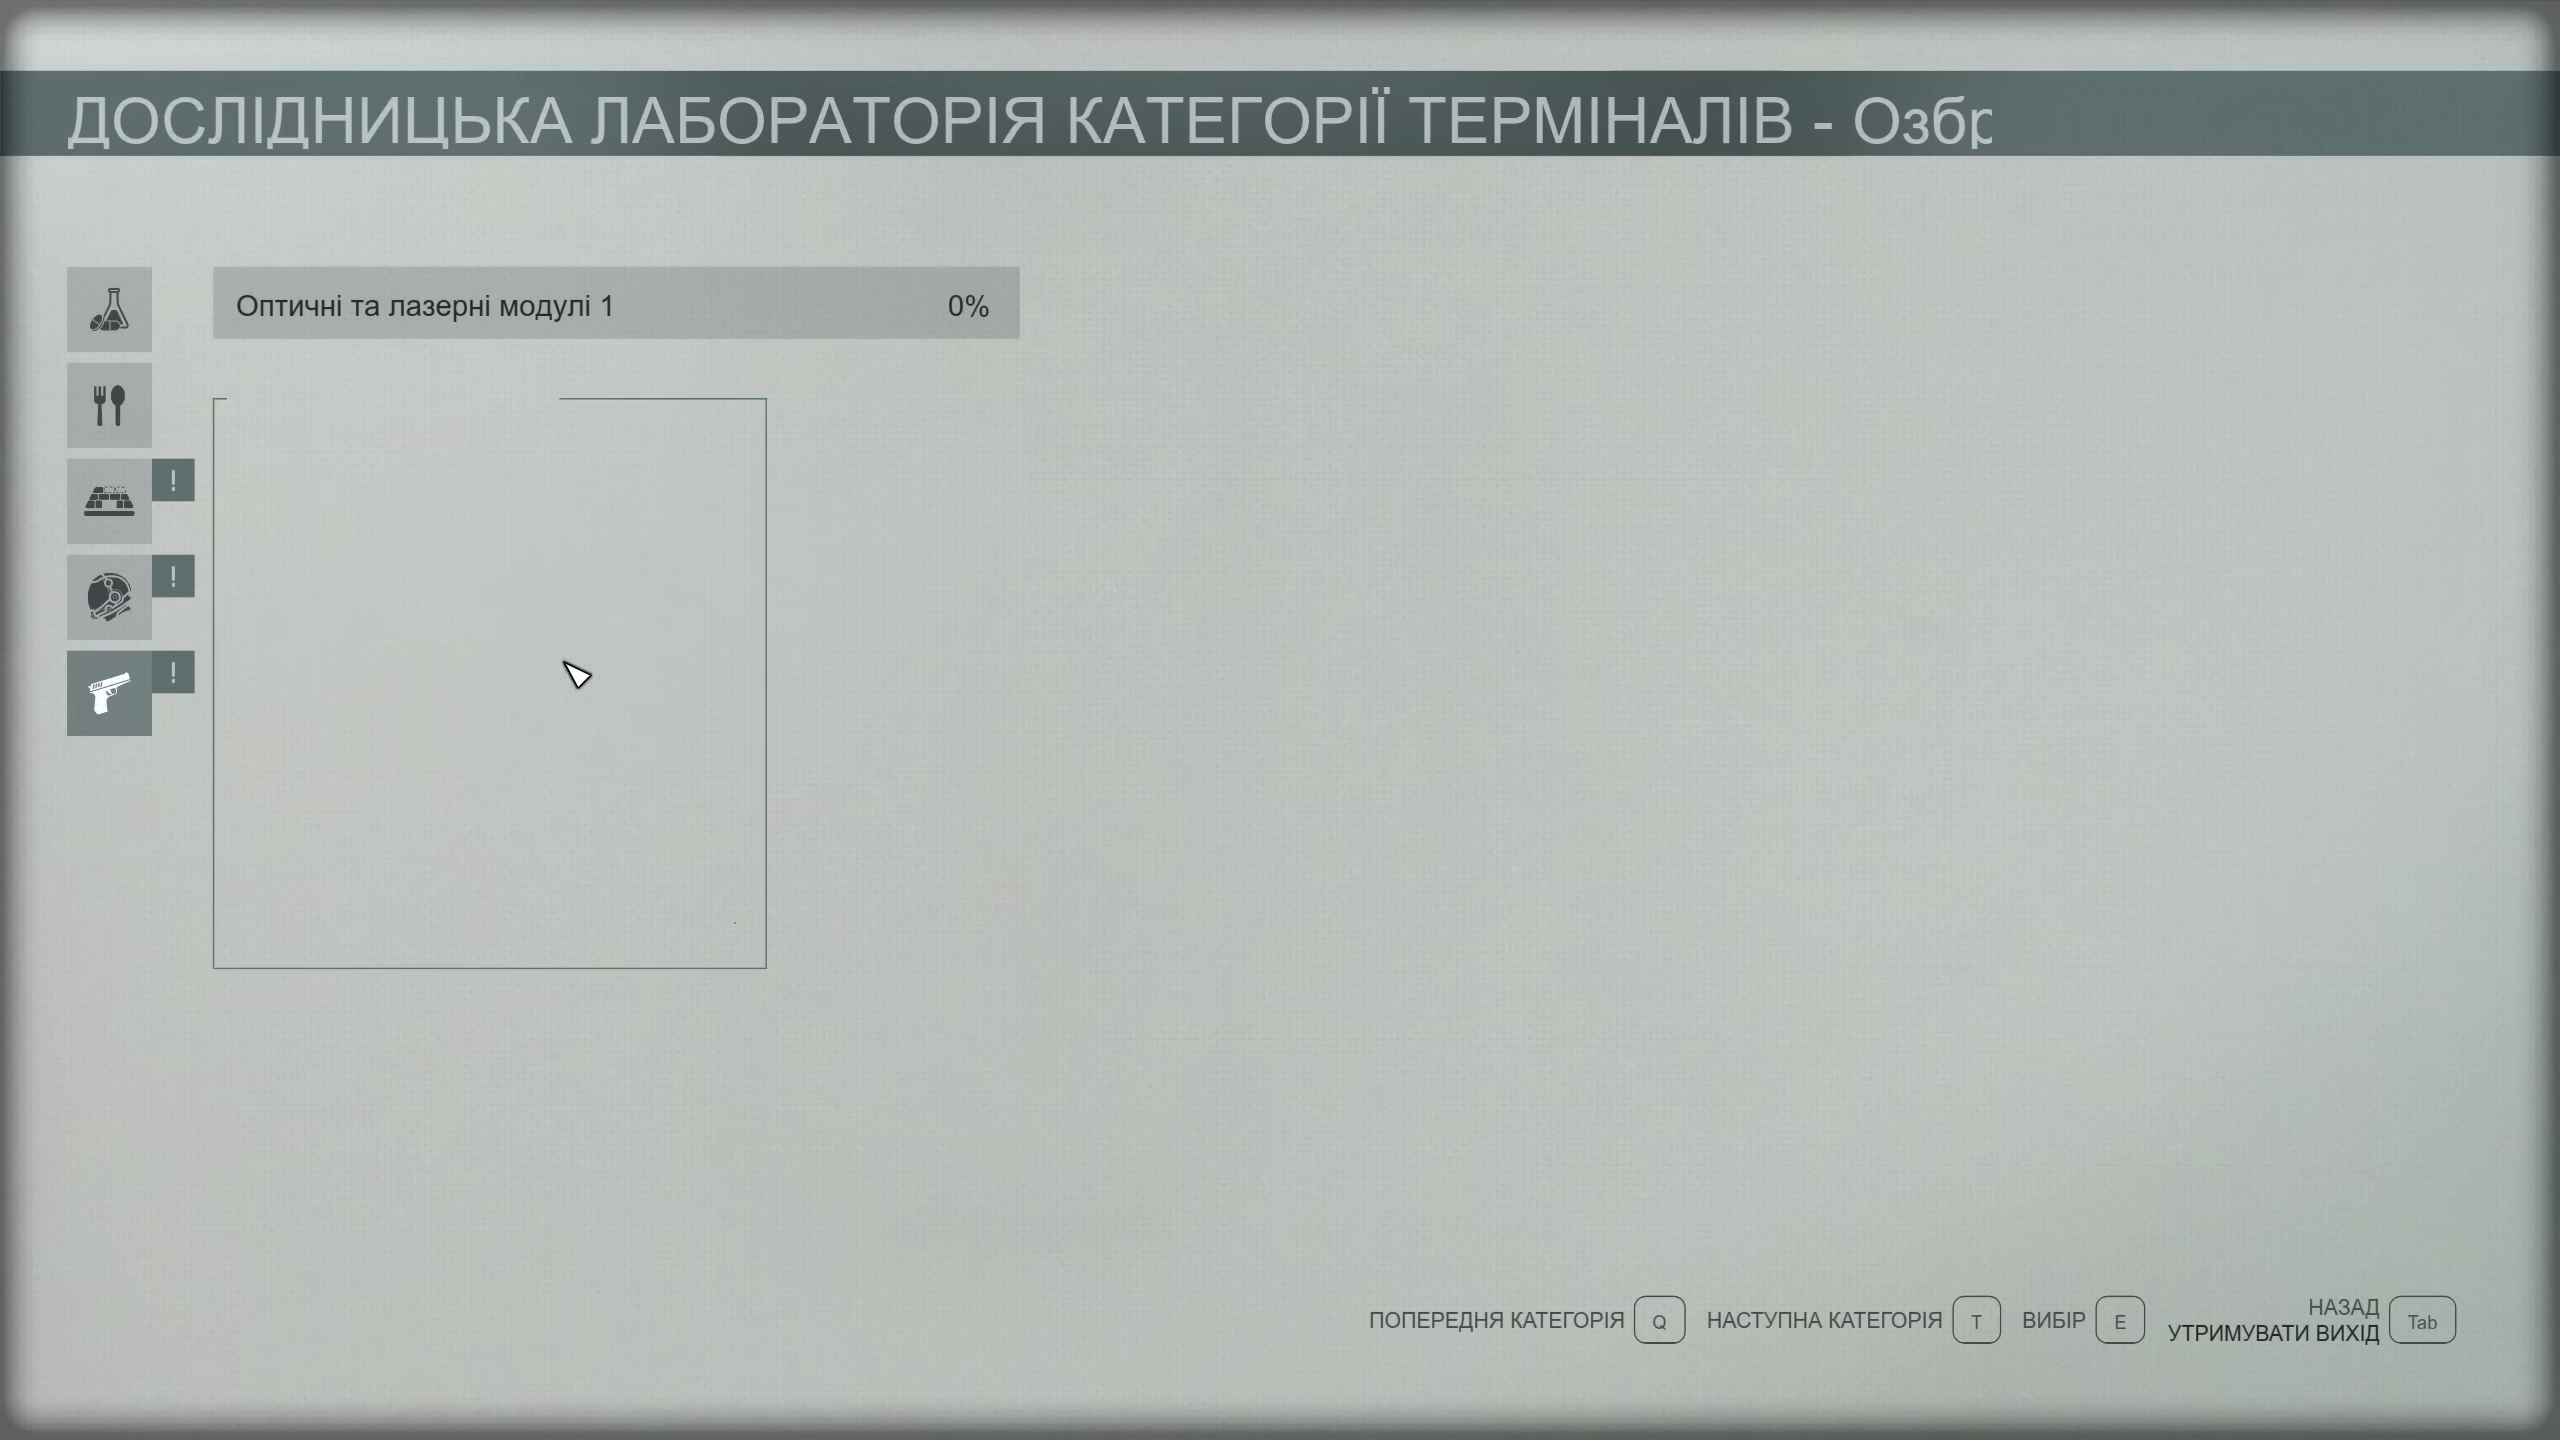 ДОСЛІДНИЦЬКА ЛАБОРАТОРІЯ КАТЕГОРІЇ ТЕРМІНАЛІВ - Озбр
Оптичні та лазерні модулі 1 0%
!
!
!
ПОПЕРЕДНЯ КАТЕГОРІЯ Q НАСТУПНА КАТЕГОРІЯ T ВИБІР E НАЗАД
УТРИМУВАТИ ВИХІД Tab